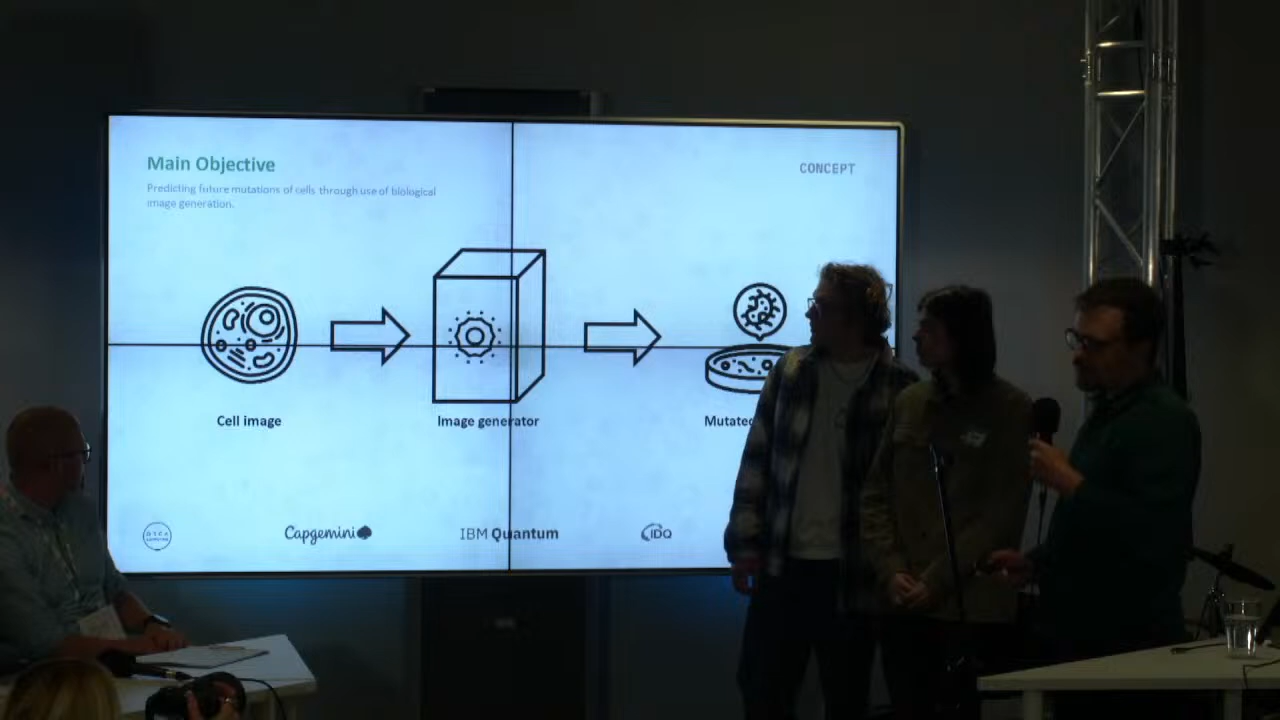 Main Objective
CONCEPT
Predicting future mutations of cells through use of biological
image generation.
Cell image
Image generator
Mutated
Capgemini
IBM Quantum
IDQ